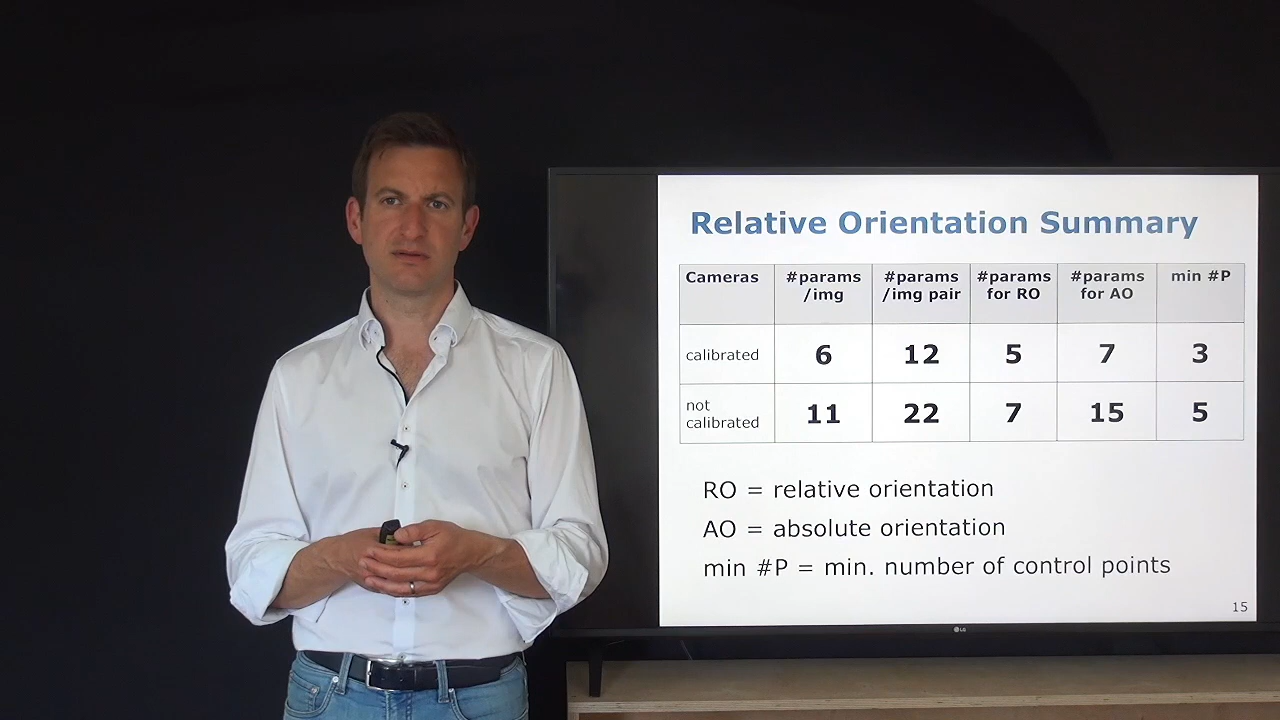 Relative Orientation Summary
Cameras #params /img #params /img pair #params for RO #params for AO min #P
calibrated 6 12 5 7 3
not calibrated 11 22 7 15 5
RO = relative orientation
AO = absolute orientation
min #P = min. number of control points
15
LG